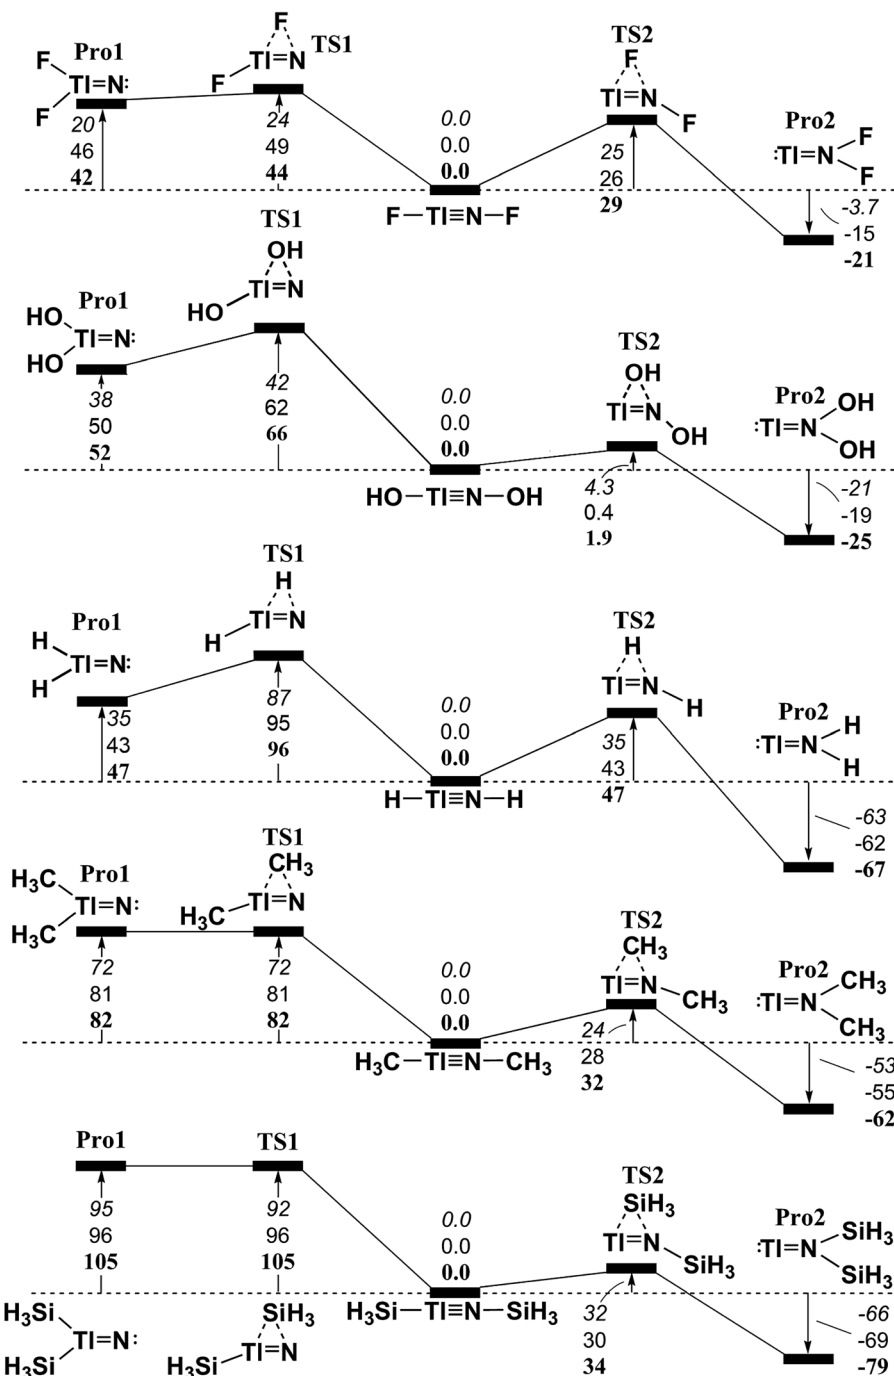 Pro1
F
F
Tl=N:
20
46
42
TS1
F
Tl=N
F
24
49
44
0.0
0.0
0.0
F—Tl≡N—F
TS2
F
Tl=N
F
25
26
29
Pro2
:Tl=N
F
F
-3.7
-15
-21
Pro1
HO
HO
Tl=N:
38
50
52
TS1
OH
Tl=N
HO
42
62
66
0.0
0.0
0.0
HO—Tl≡N—OH
TS2
OH
Tl=N
OH
4.3
0.4
1.9
Pro2
:Tl=N
OH
OH
-21
-19
-25
Pro1
H
H
Tl=N:
35
43
47
TS1
H
Tl=N
H
87
95
96
0.0
0.0
0.0
H—Tl≡N—H
TS2
H
Tl=N
H
35
43
47
Pro2
:Tl=N
H
H
-63
-62
-67
Pro1
H3C
H3C
Tl=N:
72
81
82
TS1
CH3
Tl=N
H3C
72
81
82
0.0
0.0
0.0
H3C—Tl≡N—CH3
TS2
CH3
Tl=N
CH3
24
28
32
Pro2
:Tl=N
CH3
CH3
-53
-55
-62
Pro1
95
96
105
H3Si
H3Si
Tl=N:
TS1
92
96
105
SiH3
Tl=N
H3Si
0.0
0.0
0.0
H3Si—Tl≡N—SiH3
TS2
SiH3
Tl=N
SiH3
32
30
34
Pro2
:Tl=N
SiH3
SiH3
-66
-69
-79